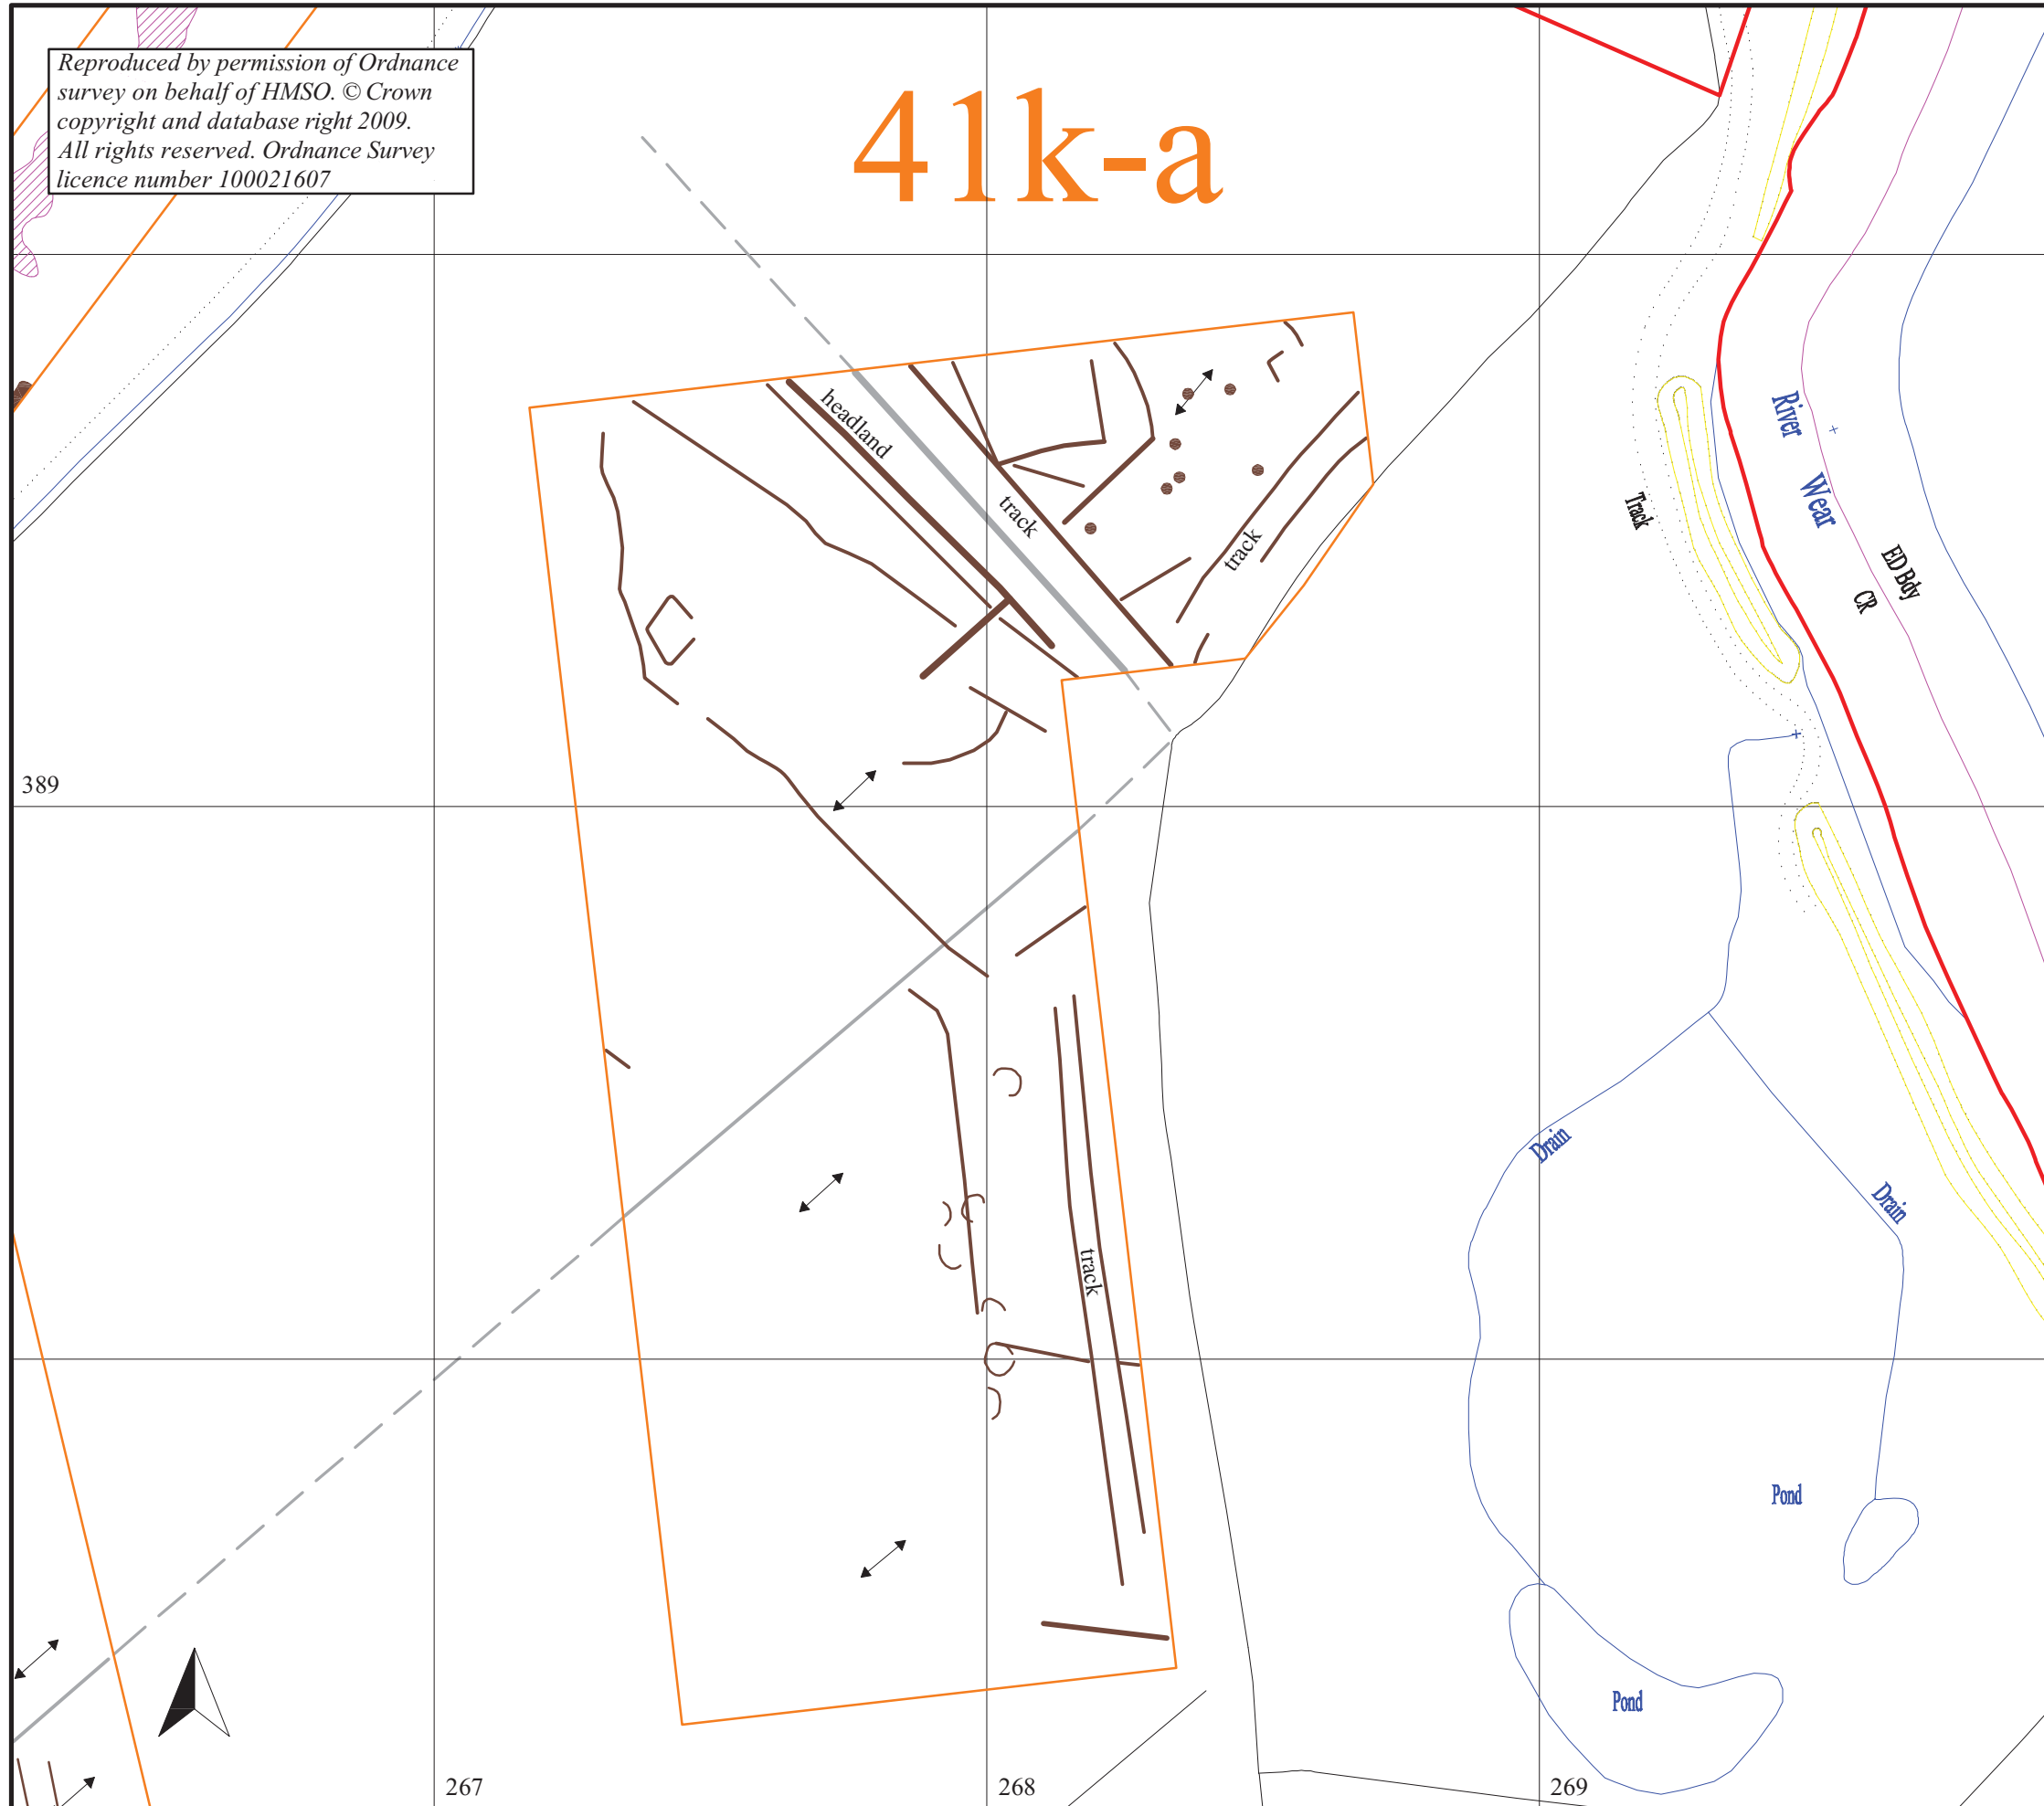 Reproduced by permission of Ordnance
survey on behalf of HMSO. © Crown
copyright and database right 2009.
All rights reserved. Ordnance Survey
licence number 100021607
41k-a
headland
track
track
River Wear
Track
ED Bdy
CR
389
Drain
Drain
track
Pond
Pond
267
268
269